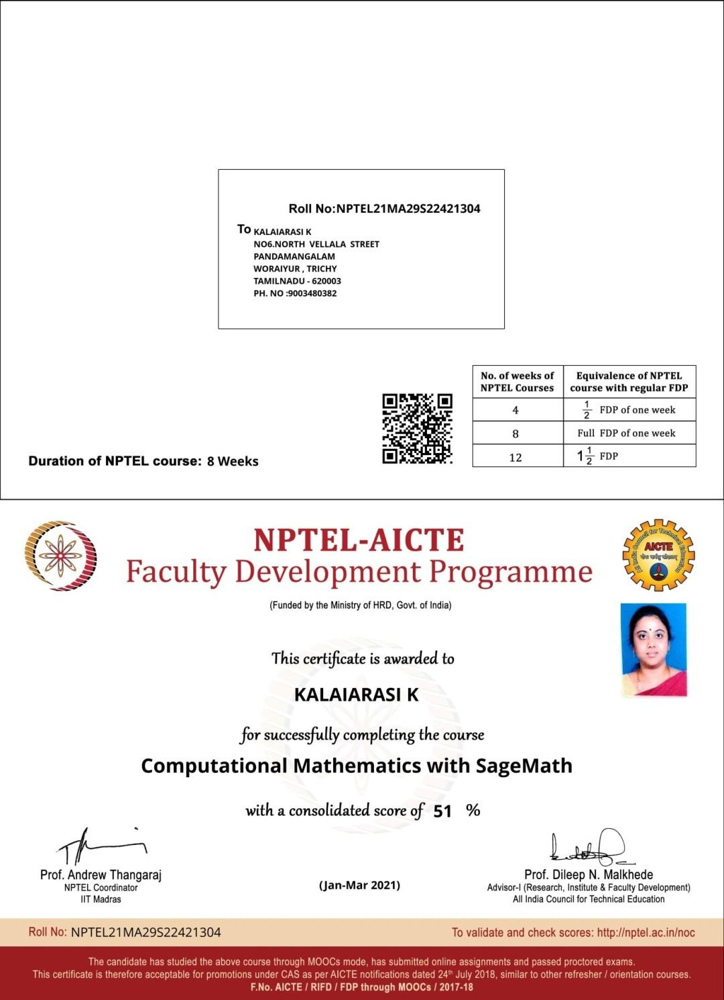 Roll No:NPTEL21MA29S22421304
To KALAIARASI K
NO6.NORTH VELLALA STREET
PANDAMANGALAM
WORAIYUR , TRICHY
TAMILNADU - 620003
PH. NO :9003480382
No. of weeks of NPTEL Courses
Equivalence of NPTEL course with regular FDP
4 1/2 FDP of one week
8 Full FDP of one week
12 1 1/2 FDP
Duration of NPTEL course: 8 Weeks
NPTEL-AICTE
Faculty Development Programme
(Funded by the Ministry of HRD, Govt. of India)
All India Council for Technical Education
AICTE
This certificate is awarded to
KALAIARASI K
for successfully completing the course
Computational Mathematics with SageMath
with a consolidated score of 51 %
Prof. Andrew Thangaraj
NPTEL Coordinator
IIT Madras
(Jan-Mar 2021)
Prof. Dileep N. Malkhede
Advisor-I (Research, Institute & Faculty Development)
All India Council for Technical Education
Roll No: NPTEL21MA29S22421304
To validate and check scores: http://nptel.ac.in/noc
The candidate has studied the above course through MOOCs mode, has submitted online assignments and passed proctored exams.
This certificate is therefore acceptable for promotions under CAS as per AICTE notifications dated 24th July 2018, similar to other refresher / orientation courses.
F.No. AICTE / RIFD / FDP through MOOCs / 2017-18